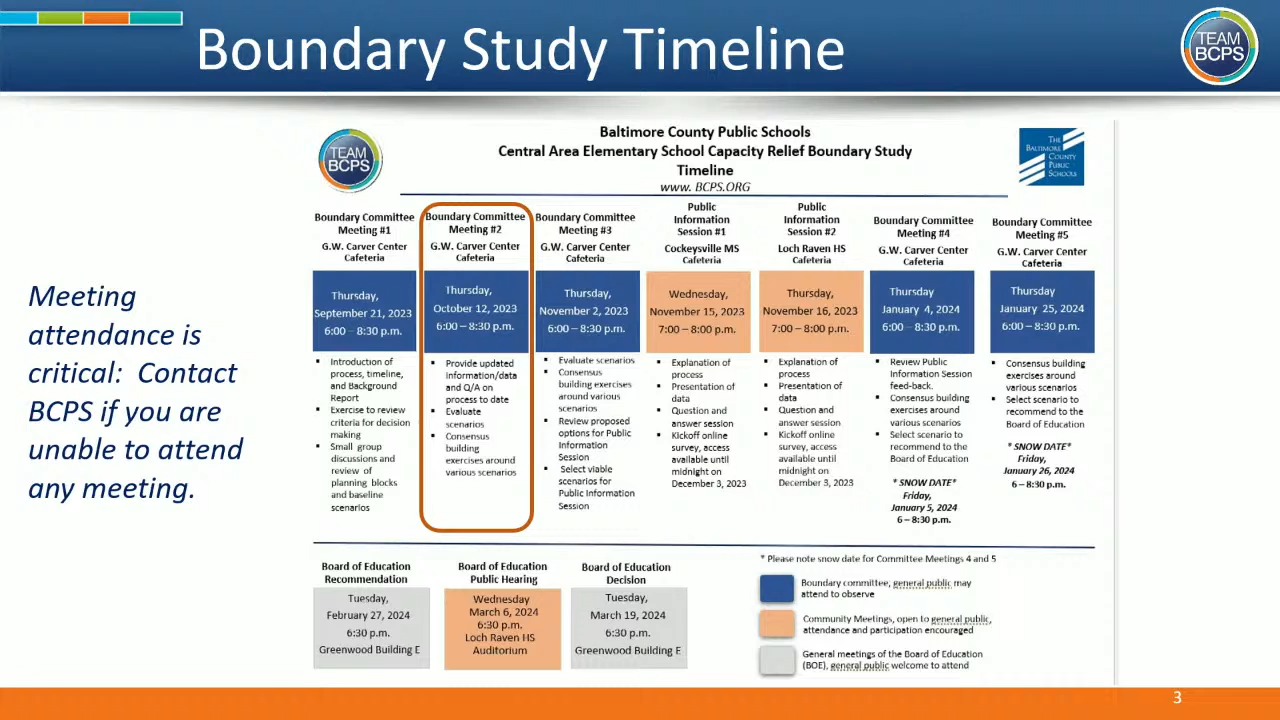 Boundary Study Timeline
TEAM
BCPS
Meeting
attendance is
critical: Contact
BCPS if you are
unable to attend
any meeting.
TEAM
BCPS
Baltimore County Public Schools
Central Area Elementary School Capacity Relief Boundary Study
Timeline
www. BCPS.ORG
THE
BALTIMORE
COUNTY
PUBLIC
SCHOOLS
Boundary Committee
Meeting #1
G.W. Carver Center
Cafeteria
Thursday,
September 21, 2023
6:00 – 8:30 p.m.
▪ Introduction of
process, timeline,
and Background
Report
▪ Exercise to review
criteria for decision
making
▪ Small group
discussions and
review of
planning blocks
and baseline
scenarios
Boundary Committee
Meeting #2
G.W. Carver Center
Cafeteria
Thursday,
October 12, 2023
6:00 – 8:30 p.m.
▪ Provide updated
information/data
and Q/A on
process to date
▪ Evaluate
scenarios
▪ Consensus
building
exercises around
various scenarios
Boundary Committee
Meeting #3
G.W. Carver Center
Cafeteria
Thursday,
November 2, 2023
6:00 – 8:30 p.m.
▪ Evaluate scenarios
▪ Consensus
building exercises
around various
scenarios
▪ Review proposed
options for Public
Information
Session
▪ Select viable
scenarios for
Public Information
Session
Public
Information
Session #1
Cockeysville MS
Cafeteria
Wednesday,
November 15, 2023
7:00 – 8:00 p.m.
▪ Explanation of
process
▪ Presentation of
data
▪ Question and
answer session
▪ Kickoff online
survey, access
available until
midnight on
December 3, 2023
Public
Information
Session #2
Loch Raven HS
Cafeteria
Thursday,
November 16, 2023
7:00 – 8:00 p.m.
▪ Explanation of
process
▪ Presentation of
data
▪ Question and
answer session
▪ Kickoff online
survey, access
available until
midnight on
December 3, 2023
Boundary Committee
Meeting #4
G.W. Carver Center
Cafeteria
Thursday
January 4, 2024
6:00 – 8:30 p.m.
▪ Review Public
Information Session
feed-back.
▪ Consensus building
exercises around
various scenarios
▪ Select scenario to
recommend to the
Board of Education
* SNOW DATE*
Friday,
January 5, 2024
6 – 8:30 p.m.
Boundary Committee
Meeting #5
G.W. Carver Center
Cafeteria
Thursday
January 25, 2024
6:00 – 8:30 p.m.
▪ Consensus building
exercises around
various scenarios
▪ Select scenario to
recommend to the
Board of Education
* SNOW DATE*
Friday,
January 26, 2024
6 – 8:30 p.m.
Board of Education
Recommendation
Tuesday,
February 27, 2024
6:30 p.m.
Greenwood Building E
Board of Education
Public Hearing
Wednesday
March 6, 2024
6:30 p.m.
Loch Raven HS
Auditorium
Board of Education
Decision
Tuesday,
March 19, 2024
6:30 p.m.
Greenwood Building E
* Please note snow date for Committee Meetings 4 and 5
Boundary committee, general public may
attend to observe
Community Meetings, open to general public,
attendance and participation encouraged
General meetings of the Board of Education
(BOE), general public welcome to attend
3